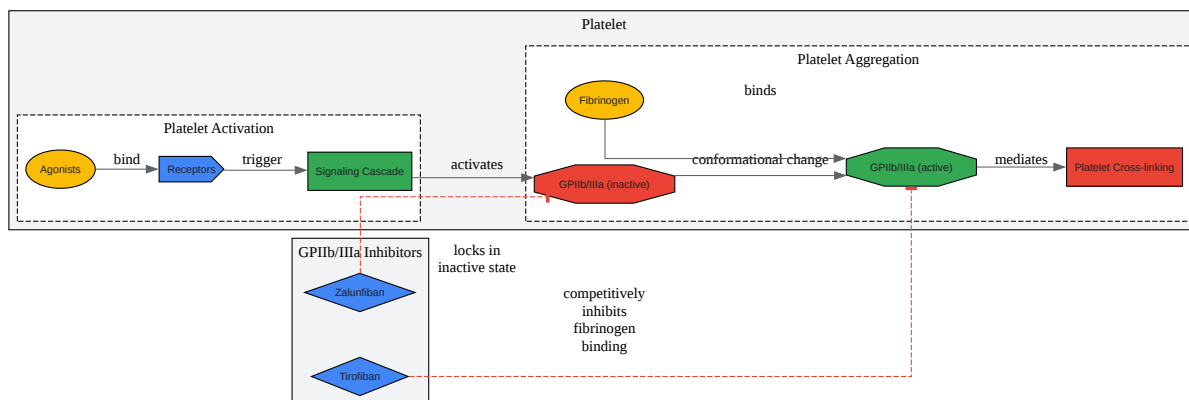 Platelet
Platelet Aggregation
Fibrinogen
binds
Platelet Activation
Agonists
bind
Receptors
trigger
Signaling Cascade
activates
GPIIb/IIIa (inactive)
conformational change
GPIIb/IIIa (active)
mediates
Platelet Cross-linking
GPIIb/IIIa Inhibitors
locks in
inactive state
Zalunfiban
competitively
inhibits
fibrinogen
binding
Tirofiban